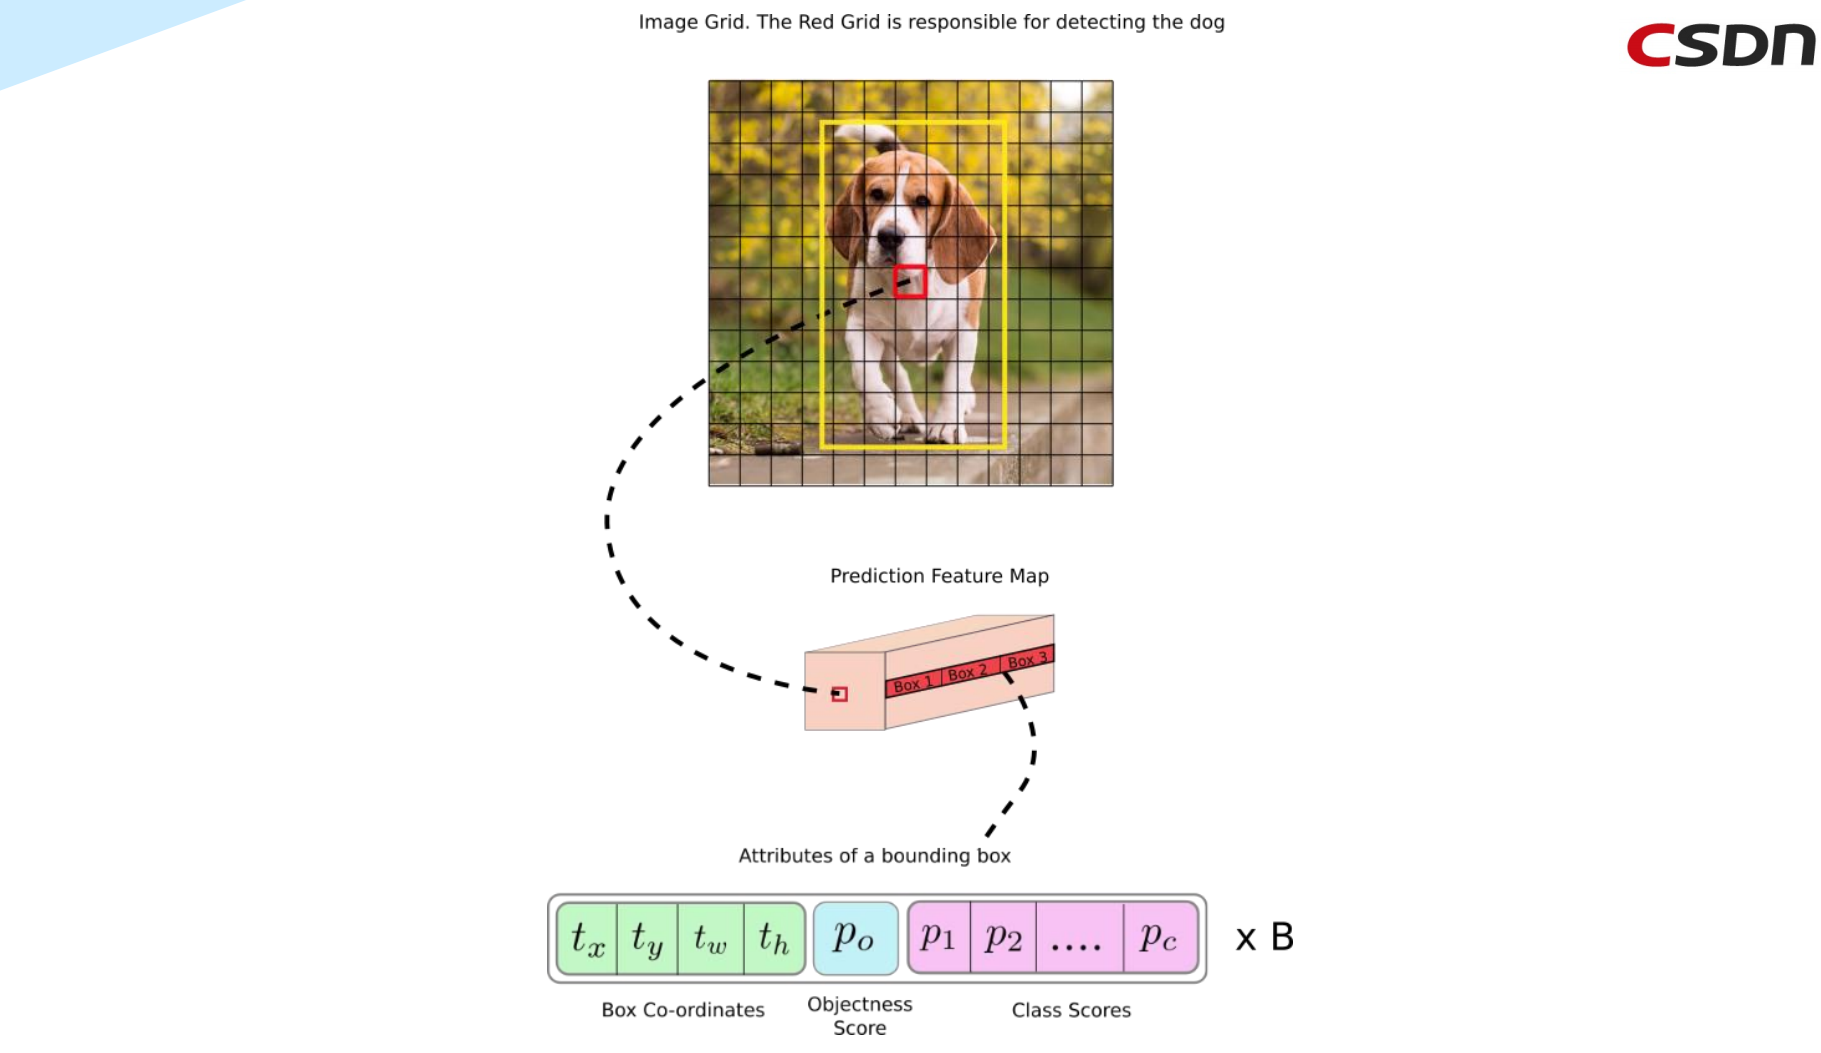 Image Grid. The Red Grid is responsible for detecting the dog
CSDN
Prediction Feature Map
Box 1 Box 2 Box 3
Attributes of a bounding box
t_x t_y t_w t_h p_o p_1 p_2 .... p_c x B
Box Co-ordinates
Objectness
Score
Class Scores